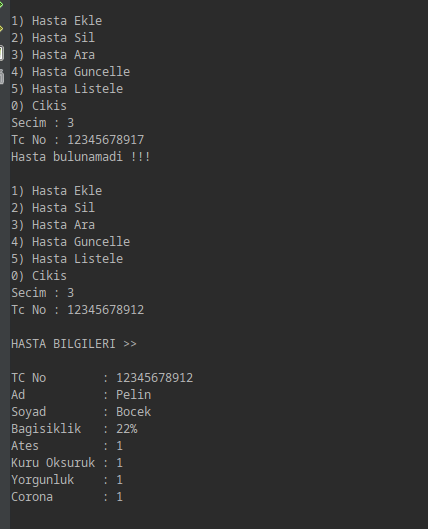 1) Hasta Ekle
2) Hasta Sil
3) Hasta Ara
4) Hasta Guncelle
5) Hasta Listele
0) Cikis
Secim : 3
Tc No : 12345678917
Hasta bulunamadi !!!
1) Hasta Ekle
2) Hasta Sil
3) Hasta Ara
4) Hasta Guncelle
5) Hasta Listele
0) Cikis
Secim : 3
Tc No : 12345678912
HASTA BILGILERI >>
TC No : 12345678912
Ad : Pelin
Soyad : Bocek
Bagisiklik : 22%
Ates : 1
Kuru Oksuruk : 1
Yorgunluk : 1
Corona : 1